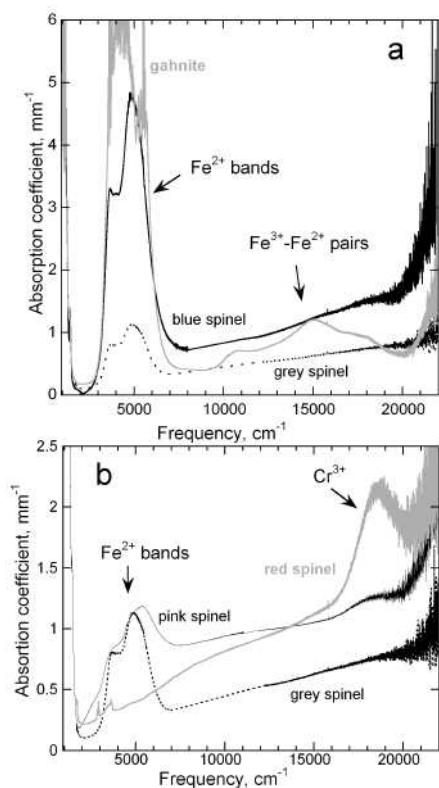 6
a
gahnite
5
Absorption coefficient, mm-1
4
Fe2+ bands
3
Fe3+-Fe2+ pairs
2
blue spinel
1
grey spinel
0
5000 10000 15000 20000
Frequency, cm-1
2.5
b
Cr3+
2
Absortion coefficient, mm-1
Fe2+ bands
red spinel
1.5
pink spinel
1
0.5
grey spinel
0
5000 10000 15000 20000
Frequency, cm-1